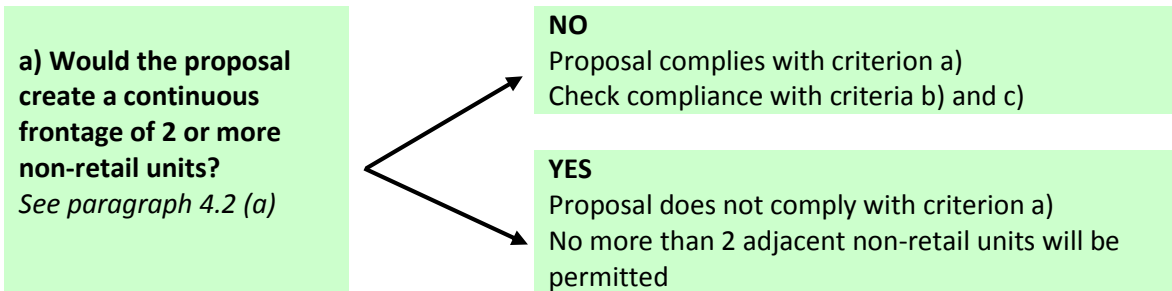 a) Would the proposal
create a continuous
frontage of 2 or more
non-retail units?
See paragraph 4.2 (a)
NO
Proposal complies with criterion a)
Check compliance with criteria b) and c)
YES
Proposal does not comply with criterion a)
No more than 2 adjacent non-retail units will be
permitted